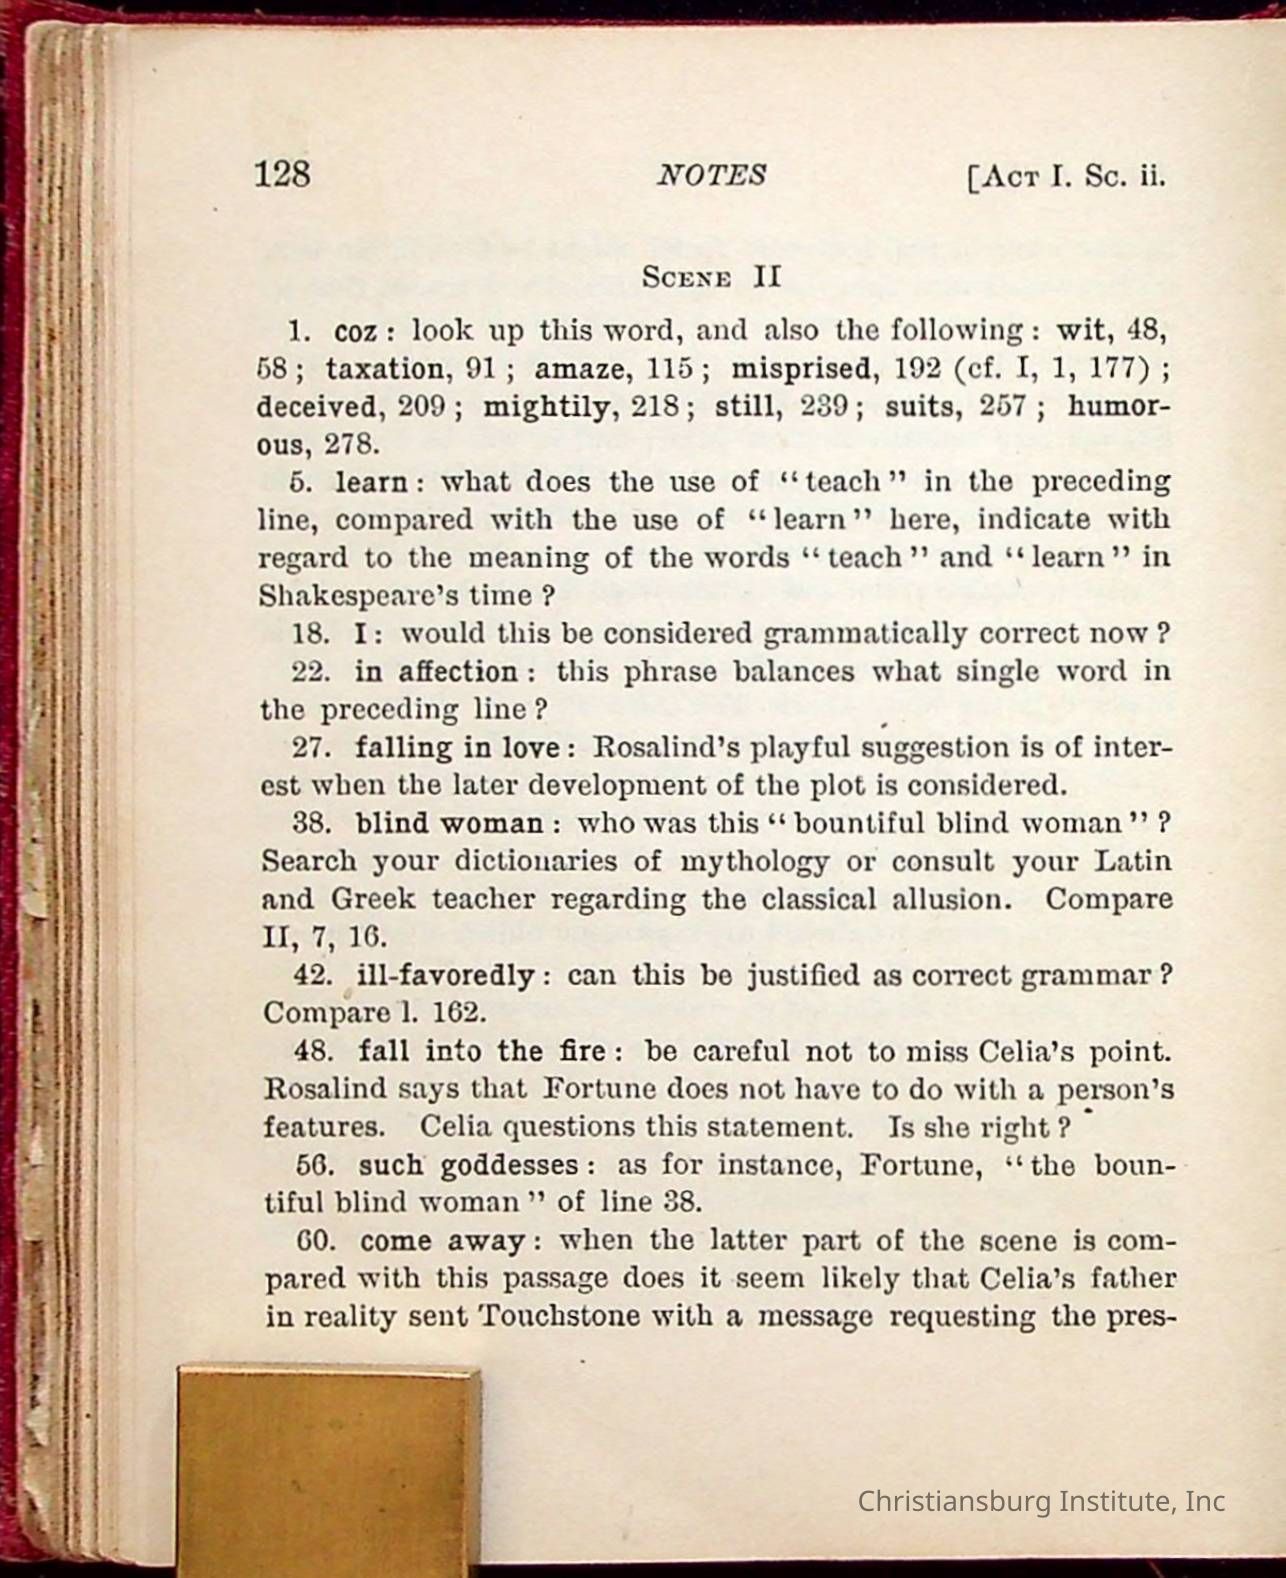 128 NOTES [ACT I. Sc. ii.
SCENE II
1. coz : look up this word, and also the following : wit, 48,
58 ; taxation, 91 ; amaze, 115 ; misprised, 192 (cf. I, 1, 177) ;
deceived, 209 ; mightily, 218 ; still, 239 ; suits, 257 ; humor-
ous, 278.
5. learn : what does the use of “teach” in the preceding
line, compared with the use of “learn” here, indicate with
regard to the meaning of the words “teach” and “learn” in
Shakespeare's time ?
18. I : would this be considered grammatically correct now ?
22. in affection : this phrase balances what single word in
the preceding line ?
27. falling in love : Rosalind's playful suggestion is of inter-
est when the later development of the plot is considered.
38. blind woman : who was this “bountiful blind woman” ?
Search your dictionaries of mythology or consult your Latin
and Greek teacher regarding the classical allusion. Compare
II, 7, 16.
42. ill-favoredly : can this be justified as correct grammar ?
Compare l. 162.
48. fall into the fire : be careful not to miss Celia's point.
Rosalind says that Fortune does not have to do with a person's
features. Celia questions this statement. Is she right ?
56. such goddesses : as for instance, Fortune, “the boun-
tiful blind woman” of line 38.
60. come away : when the latter part of the scene is com-
pared with this passage does it seem likely that Celia's father
in reality sent Touchstone with a message requesting the pres-
Christiansburg Institute, Inc